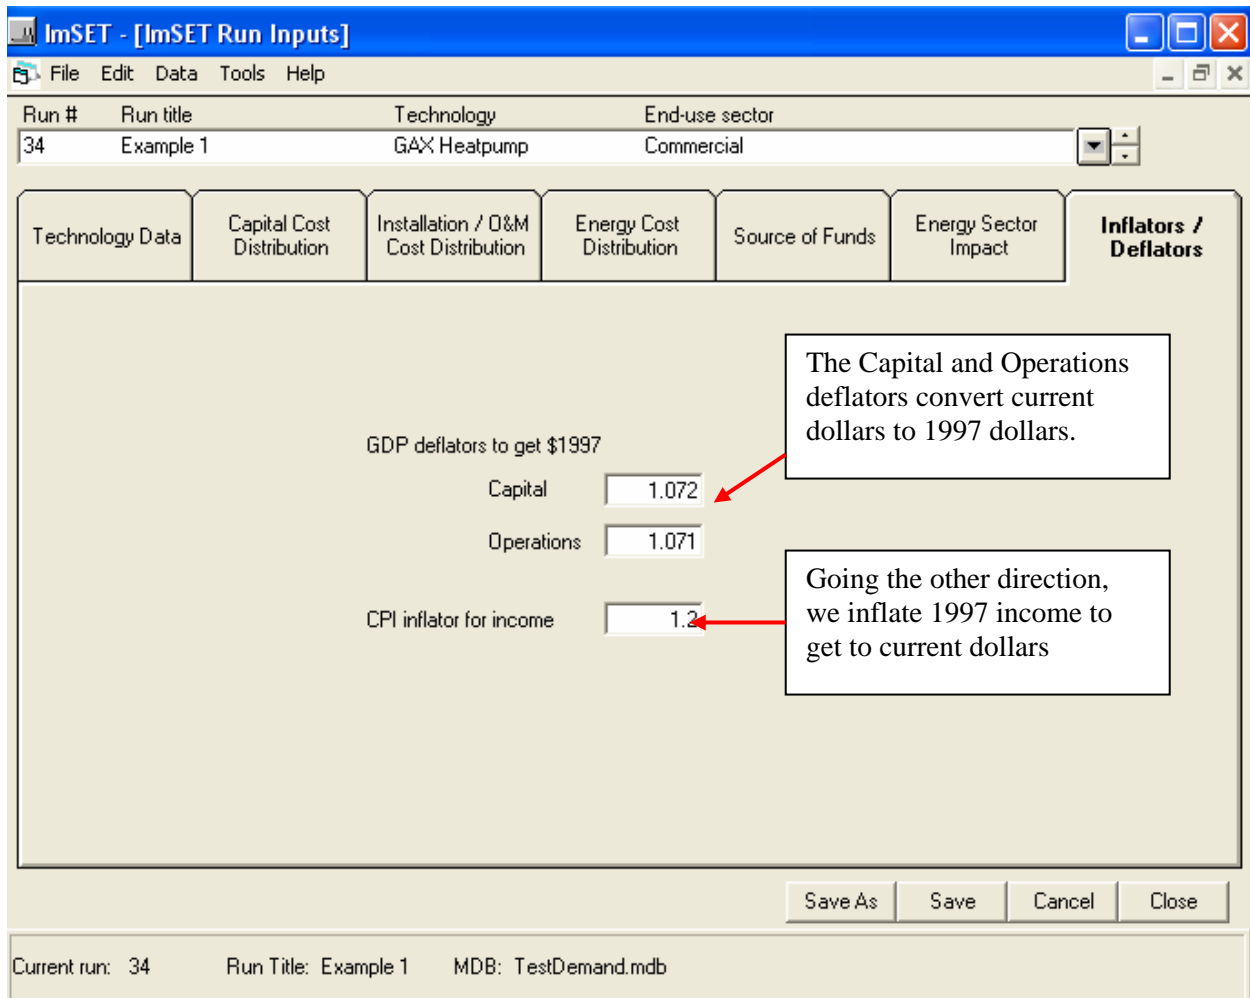 ImSET - [ImSET Run Inputs]
File Edit Data Tools Help
Run # Run title Technology End-use sector
34 Example 1 GAX Heatpump Commercial
Technology Data
Capital Cost
Distribution
Installation / O&M
Cost Distribution
Energy Cost
Distribution
Source of Funds
Energy Sector
Impact
Inflators /
Deflators
The Capital and Operations
deflators convert current
dollars to 1997 dollars.
GDP deflators to get $1997
Capital 1.072
Operations 1.071
Going the other direction,
we inflate 1997 income to
get to current dollars
CPI inflator for income 1.2
Save As Save Cancel Close
Current run: 34 Run Title: Example 1 MDB: TestDemand.mdb